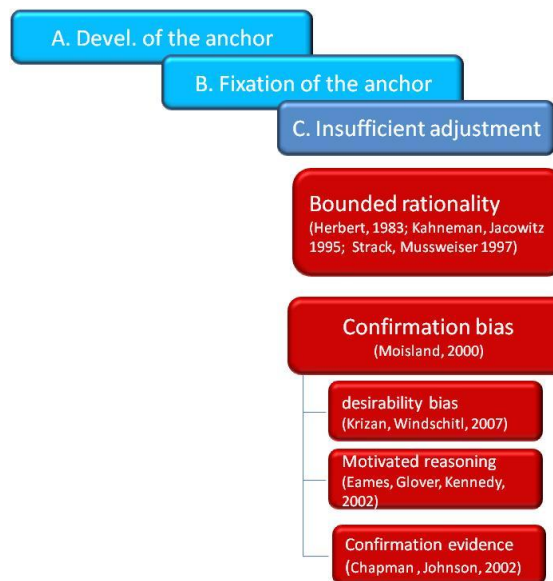 A. Devel. of the anchor
B. Fixation of the anchor
C. Insufficient adjustment
Bounded rationality
(Herbert, 1983; Kahneman, Jacowitz
1995; Strack, Mussweiser 1997)
Confirmation bias
(Moisland, 2000)
desirability bias
(Krizan, Windschitl, 2007)
Motivated reasoning
(Eames, Glover, Kennedy,
2002)
Confirmation evidence
(Chapman , Johnson, 2002)